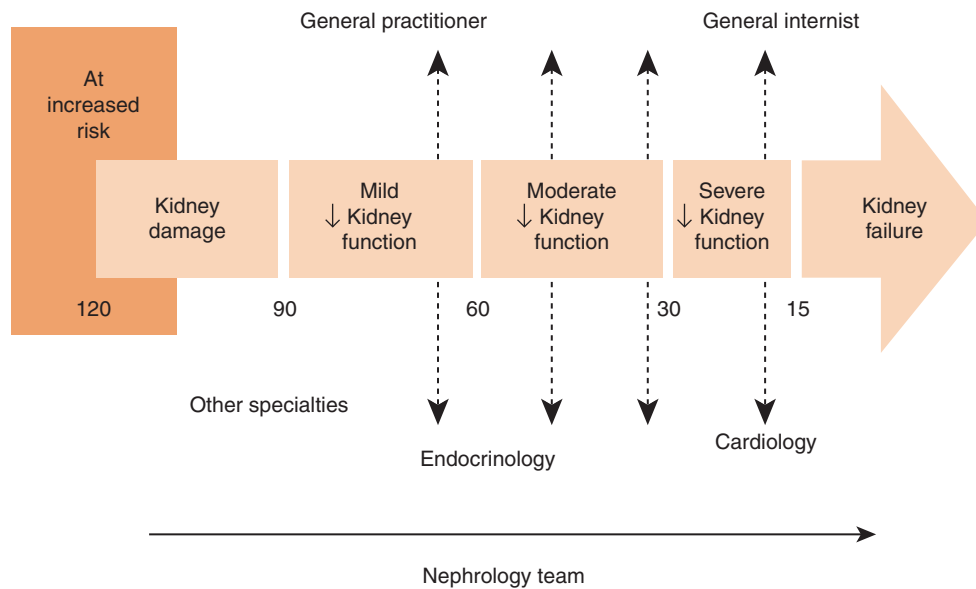 General practitioner
General internist
At
increased
risk
Kidney
damage
Mild
↓ Kidney
function
Moderate
↓ Kidney
function
Severe
↓ Kidney
function
Kidney
failure
120
90
60
30
15
Other specialties
Endocrinology
Cardiology
Nephrology team